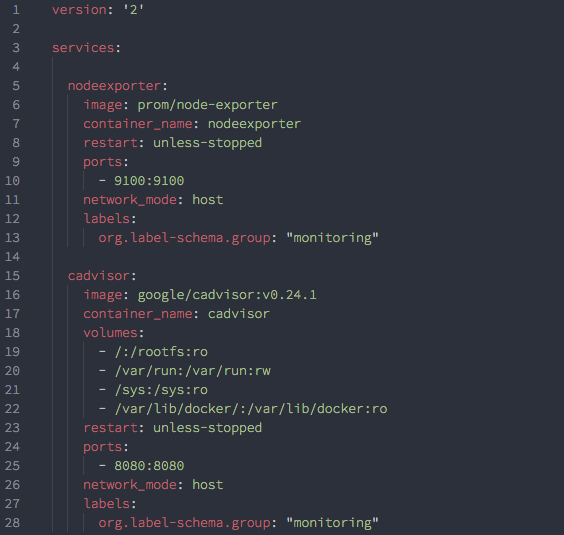 1 version: '2'
2
3 services:
4
5 nodeexporter:
6 image: prom/node-exporter
7 container_name: nodeexporter
8 restart: unless-stopped
9 ports:
10 - 9100:9100
11 network_mode: host
12 labels:
13 org.label-schema.group: "monitoring"
14
15 cadvisor:
16 image: google/cadvisor:v0.24.1
17 container_name: cadvisor
18 volumes:
19 - /:/rootfs:ro
20 - /var/run:/var/run:rw
21 - /sys:/sys:ro
22 - /var/lib/docker/:/var/lib/docker:ro
23 restart: unless-stopped
24 ports:
25 - 8080:8080
26 network_mode: host
27 labels:
28 org.label-schema.group: "monitoring"